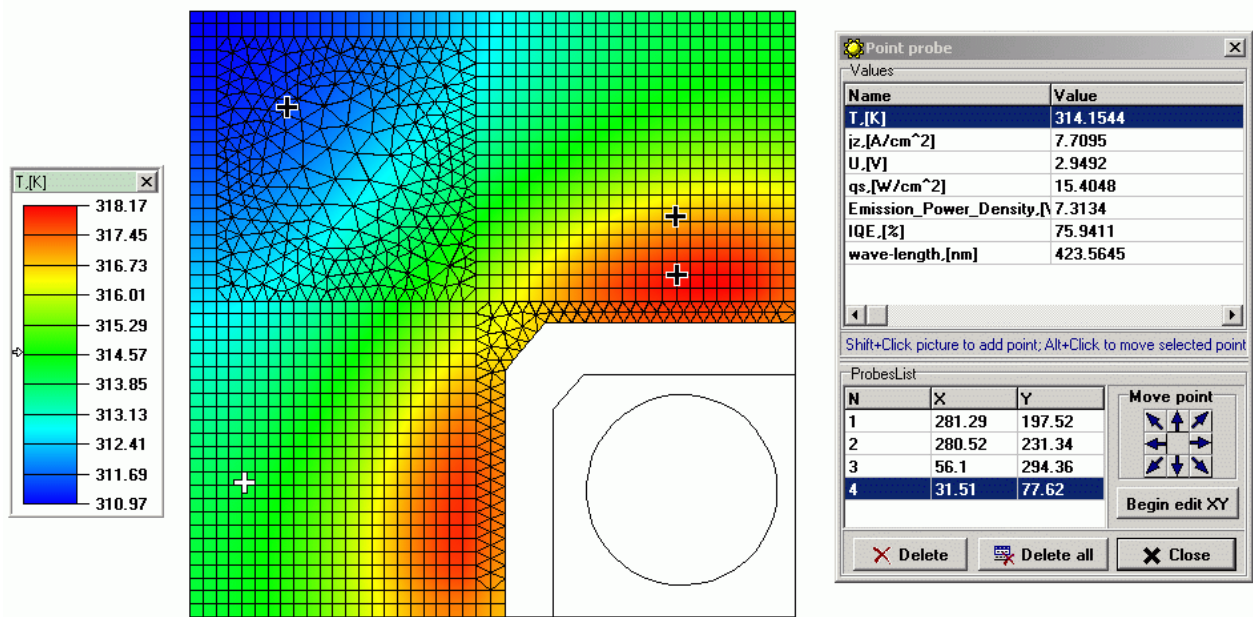 T,[K]
318.17
317.45
316.73
316.01
315.29
314.57
313.85
313.13
312.41
311.69
310.97
Point probe
Values
Name Value
T,[K] 314.1544
jz,[A/cm^2] 7.7095
U,[V] 2.9492
qs,[W/cm^2] 15.4048
Emission_Power_Density,[\ 7.3134
IQE,[%] 75.9411
wave-length,[nm] 423.5645
Shift+Click picture to add point; Alt+Click to move selected point
ProbesList
N X Y
1 281.29 197.52
2 280.52 231.34
3 56.1 294.36
4 31.51 77.62
Move point
Begin edit XY
Delete Delete all Close